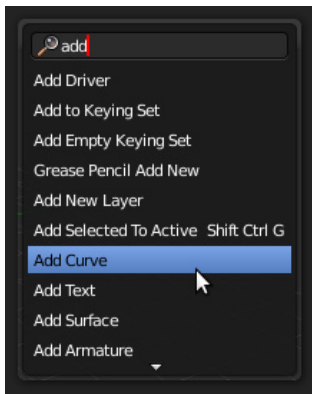 add
Add Driver
Add to Keying Set
Add Empty Keying Set
Grease Pencil Add New
Add New Layer
Add Selected To Active Shift Ctrl G
Add Curve
Add Text
Add Surface
Add Armature